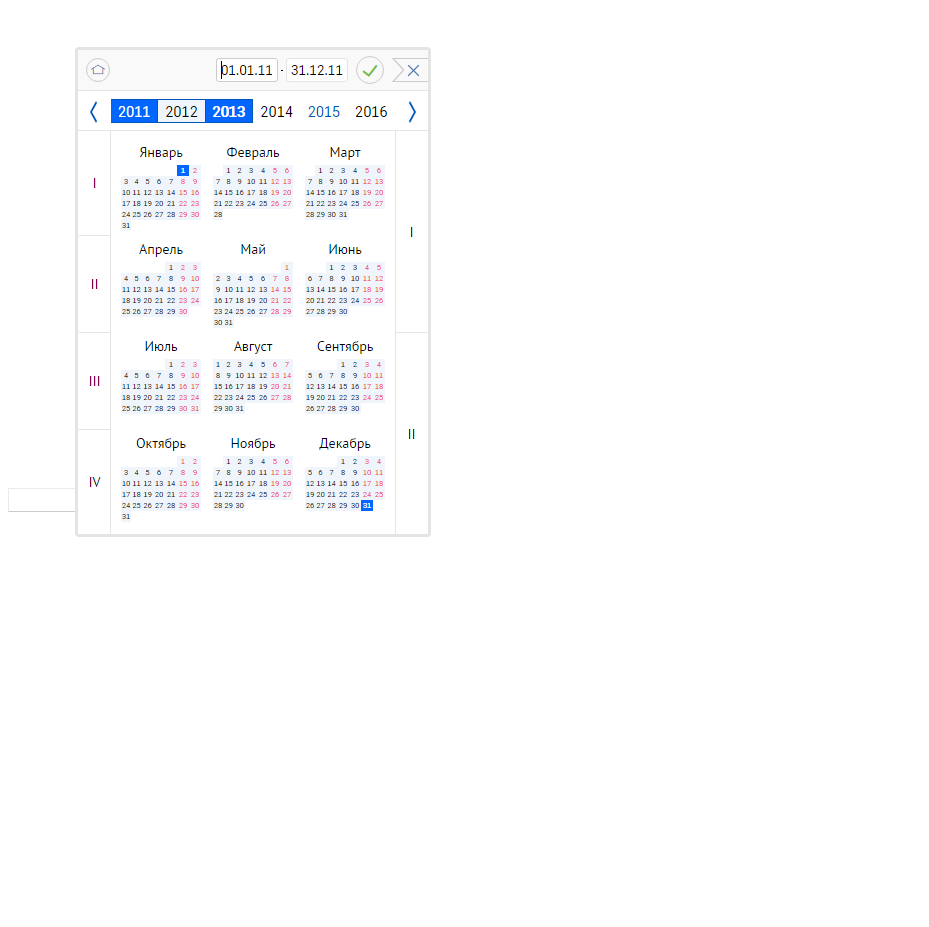 01.01.11 - 31.12.11
2011 2012 2013 2014 2015 2016
Январь Февраль Март
1 2 1 2 3 4 5 6 1 2 3 4 5 6
3 4 5 6 7 8 9 7 8 9 10 11 12 13 7 8 9 10 11 12 13
I
10 11 12 13 14 15 16 14 15 16 17 18 19 20 14 15 16 17 18 19 20
17 18 19 20 21 22 23 21 22 23 24 25 26 27 21 22 23 24 25 26 27
24 25 26 27 28 29 30 28 28 29 30 31
31
I
Апрель Май Июнь
1 2 3 1 1 2 3 4 5
4 5 6 7 8 9 10 2 3 4 5 6 7 8 6 7 8 9 10 11 12
II
11 12 13 14 15 16 17 9 10 11 12 13 14 15 13 14 15 16 17 18 19
18 19 20 21 22 23 24 16 17 18 19 20 21 22 20 21 22 23 24 25 26
25 26 27 28 29 30 23 24 25 26 27 28 29 27 28 29 30
30 31
Июль Август Сентябрь
1 2 3 1 2 3 4 5 6 7 1 2 3 4
4 5 6 7 8 9 10 8 9 10 11 12 13 14 5 6 7 8 9 10 11
III
11 12 13 14 15 16 17 15 16 17 18 19 20 21 12 13 14 15 16 17 18
18 19 20 21 22 23 24 22 23 24 25 26 27 28 19 20 21 22 23 24 25
25 26 27 28 29 30 31 29 30 31 26 27 28 29 30
II
Октябрь Ноябрь Декабрь
1 2 1 2 3 4 5 6 1 2 3 4
3 4 5 6 7 8 9 7 8 9 10 11 12 13 5 6 7 8 9 10 11
IV
10 11 12 13 14 15 16 14 15 16 17 18 19 20 12 13 14 15 16 17 18
17 18 19 20 21 22 23 21 22 23 24 25 26 27 19 20 21 22 23 24 25
24 25 26 27 28 29 30 28 29 30 26 27 28 29 30 31
31